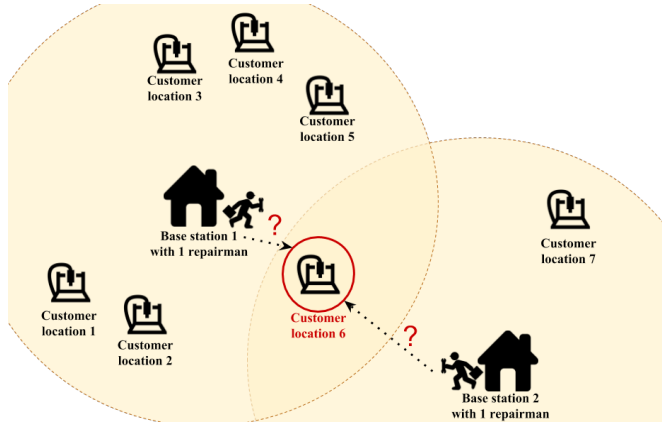 Customer
location 3
Customer
location 4
Customer
location 5
Base station 1
with 1 repairman
?
Customer
location 7
Customer
location 1
Customer
location 2
Customer
location 6
?
Base station 2
with 1 repairman